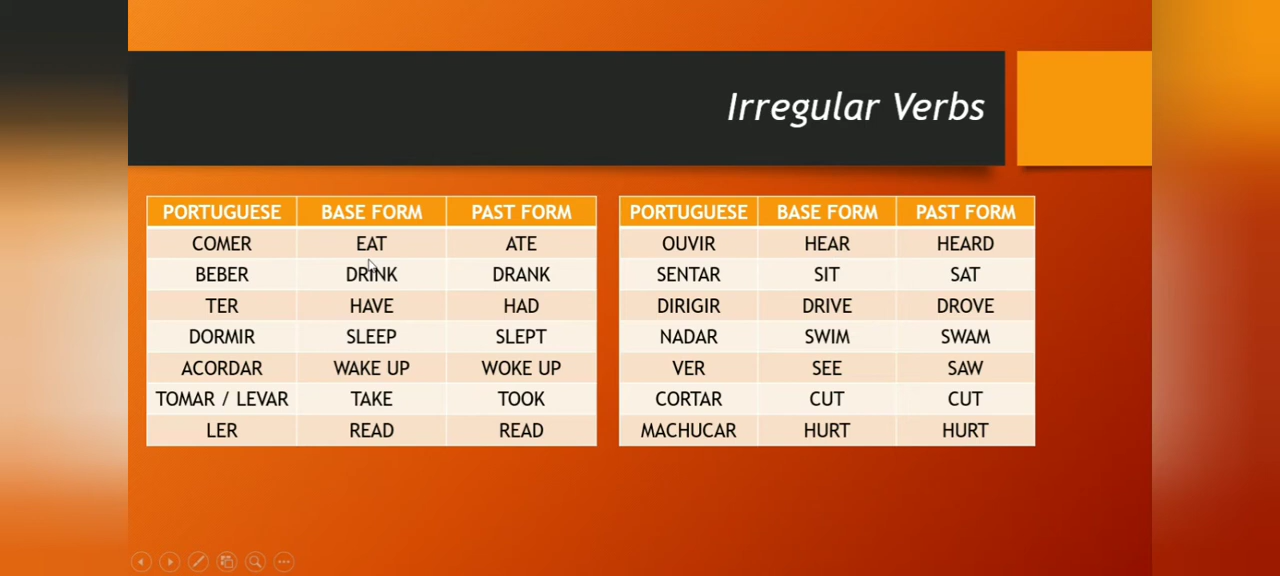 Irregular Verbs
PORTUGUESE BASE FORM PAST FORM
COMER EAT ATE
BEBER DRINK DRANK
TER HAVE HAD
DORMIR SLEEP SLEPT
ACORDAR WAKE UP WOKE UP
TOMAR / LEVAR TAKE TOOK
LER READ READ
PORTUGUESE BASE FORM PAST FORM
OUVIR HEAR HEARD
SENTAR SIT SAT
DIRIGIR DRIVE DROVE
NADAR SWIM SWAM
VER SEE SAW
CORTAR CUT CUT
MACHUCAR HURT HURT